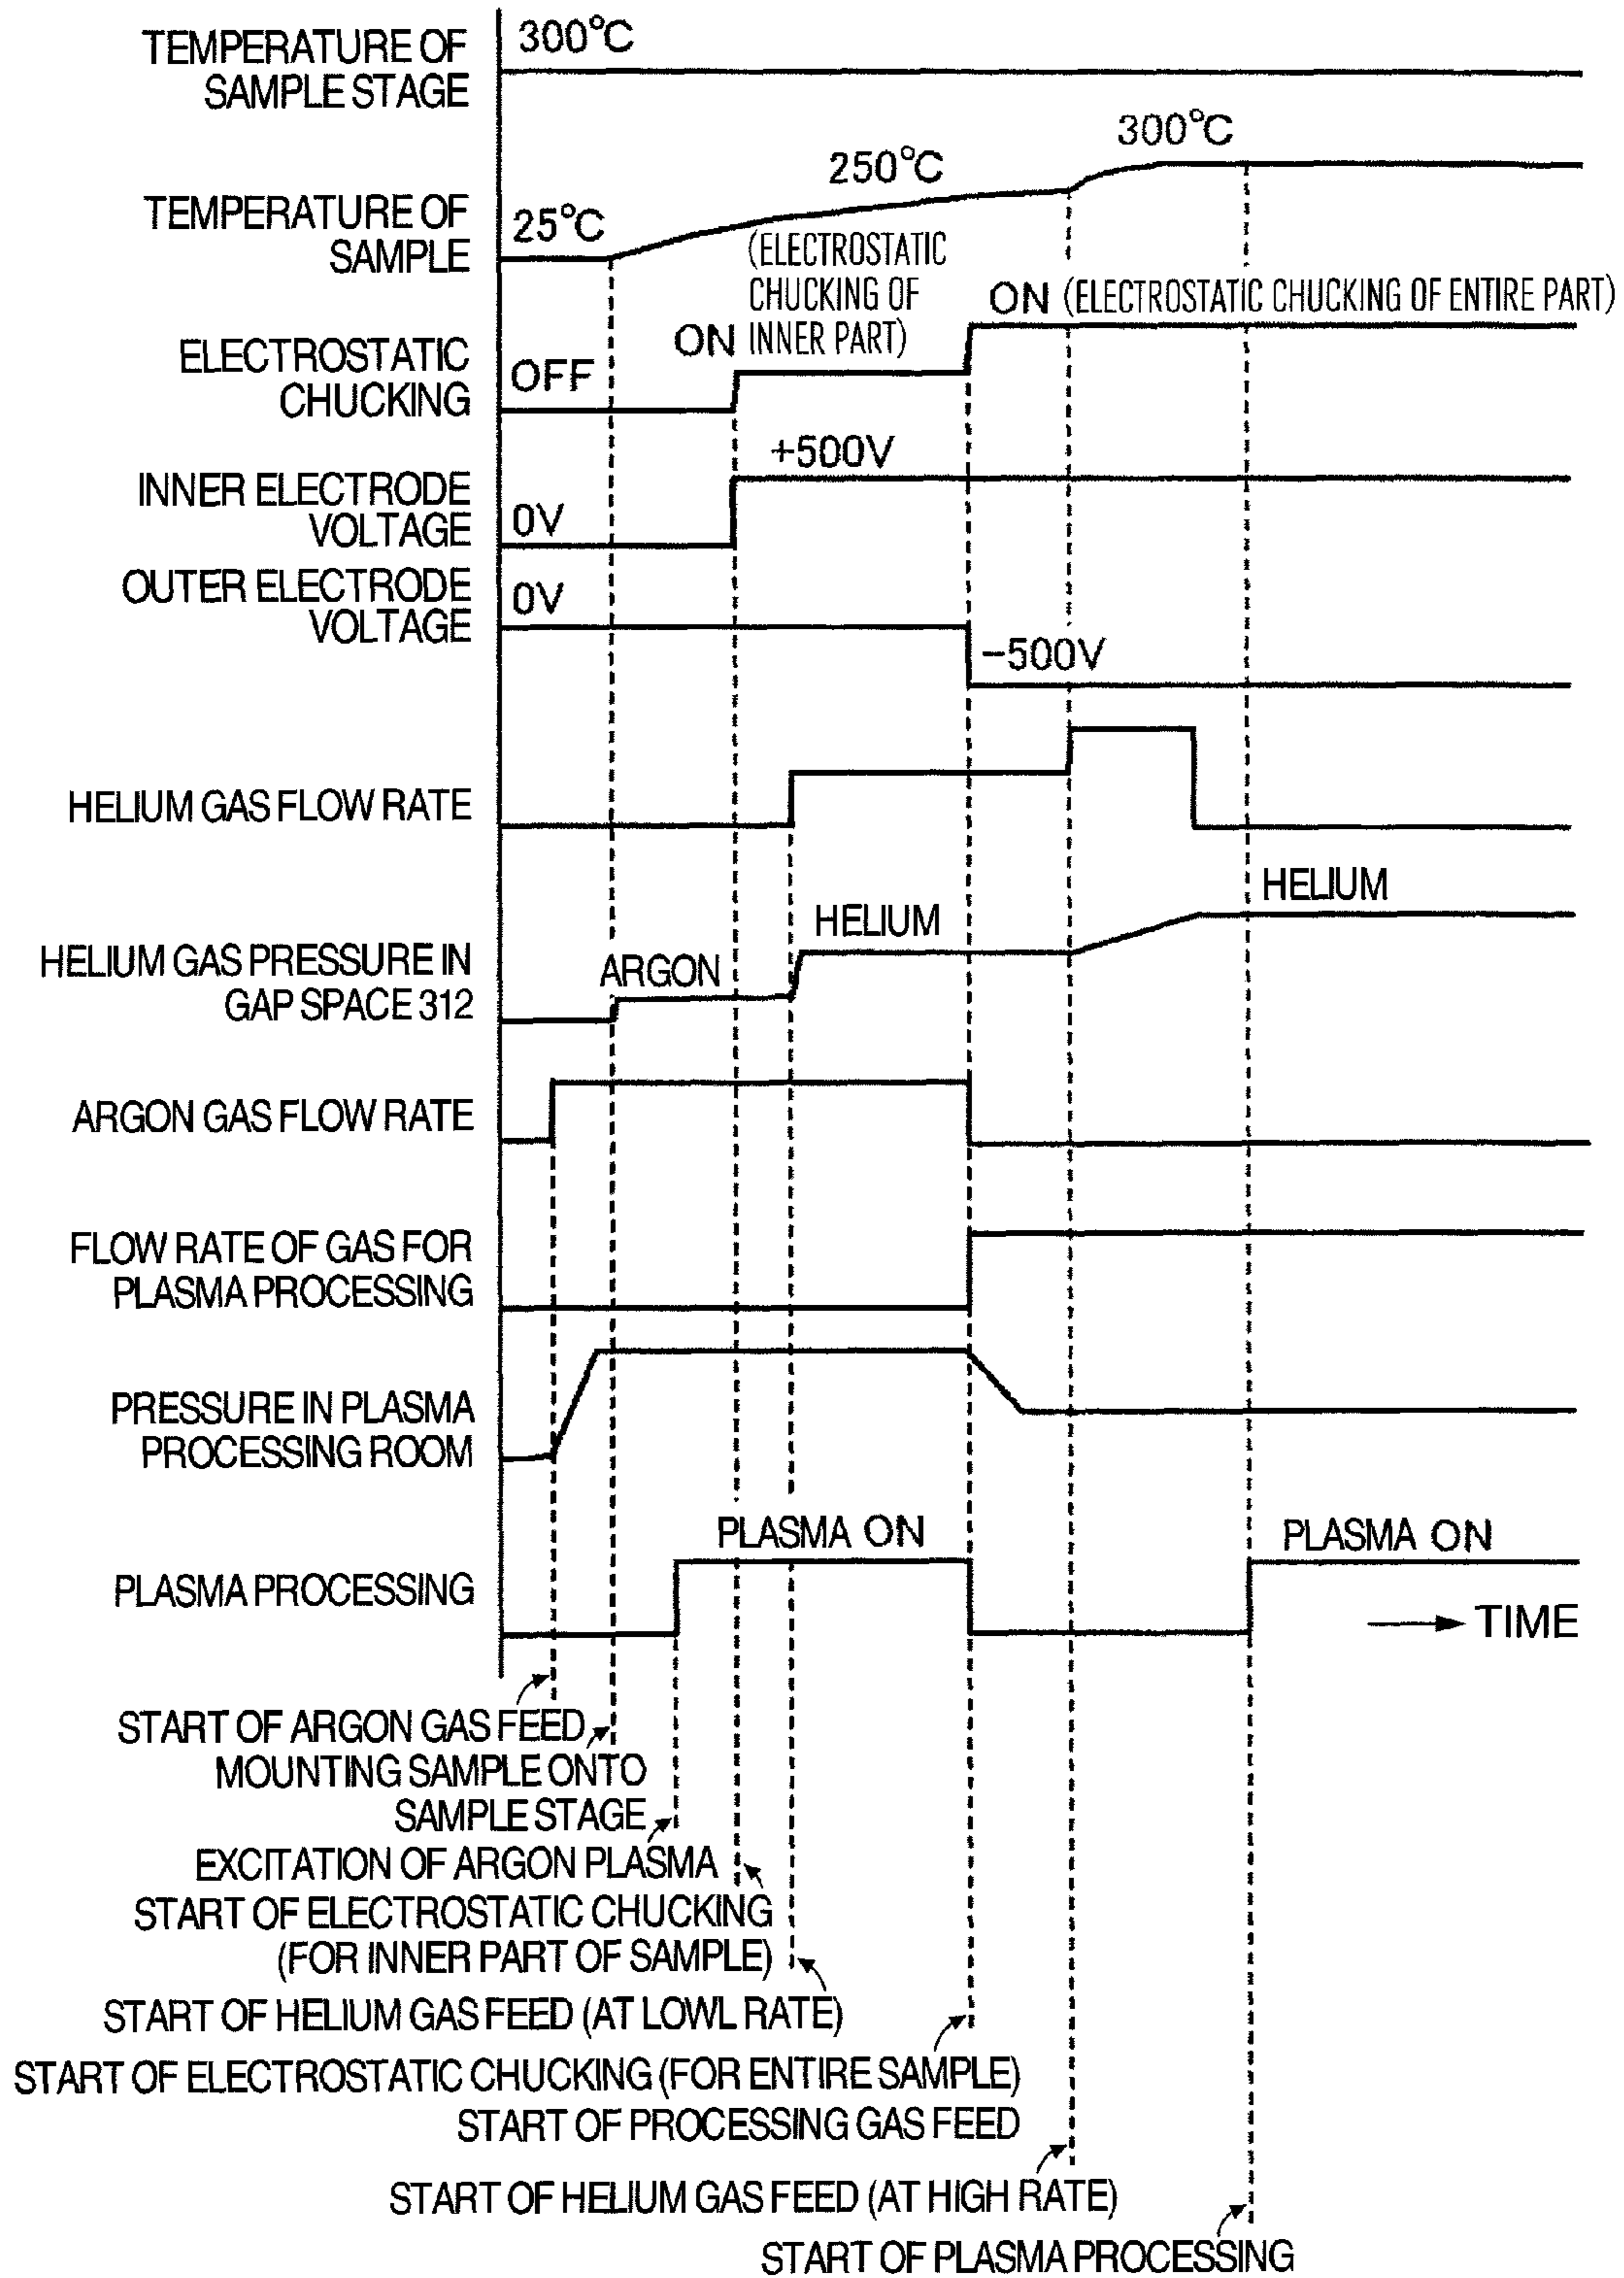 300°C
TEMPERATURE OF
SAMPLE STAGE
300°C
250°C
TEMPERATURE OF
SAMPLE
25°C
(ELECTROSTATIC
CHUCKING OF
INNER PART)
ON
ON (ELECTROSTATIC CHUCKING OF ENTIRE PART)
ELECTROSTATIC
CHUCKING
OFF
+500V
INNER ELECTRODE
VOLTAGE
0V
OUTER ELECTRODE
VOLTAGE
0V
-500V
HELIUM GAS FLOW RATE
HELIUM
HELIUM
ARGON
HELIUM GAS PRESSURE IN
GAP SPACE 312
ARGON GAS FLOW RATE
FLOW RATE OF GAS FOR
PLASMA PROCESSING
PRESSURE IN PLASMA
PROCESSING ROOM
PLASMA ON
PLASMA ON
PLASMA PROCESSING
TIME
START OF ARGON GAS FEED
MOUNTING SAMPLE ONTO
SAMPLE STAGE
EXCITATION OF ARGON PLASMA
START OF ELECTROSTATIC CHUCKING
(FOR INNER PART OF SAMPLE)
START OF HELIUM GAS FEED (AT LOWL RATE)
START OF ELECTROSTATIC CHUCKING (FOR ENTIRE SAMPLE)
START OF PROCESSING GAS FEED
START OF HELIUM GAS FEED (AT HIGH RATE)
START OF PLASMA PROCESSING